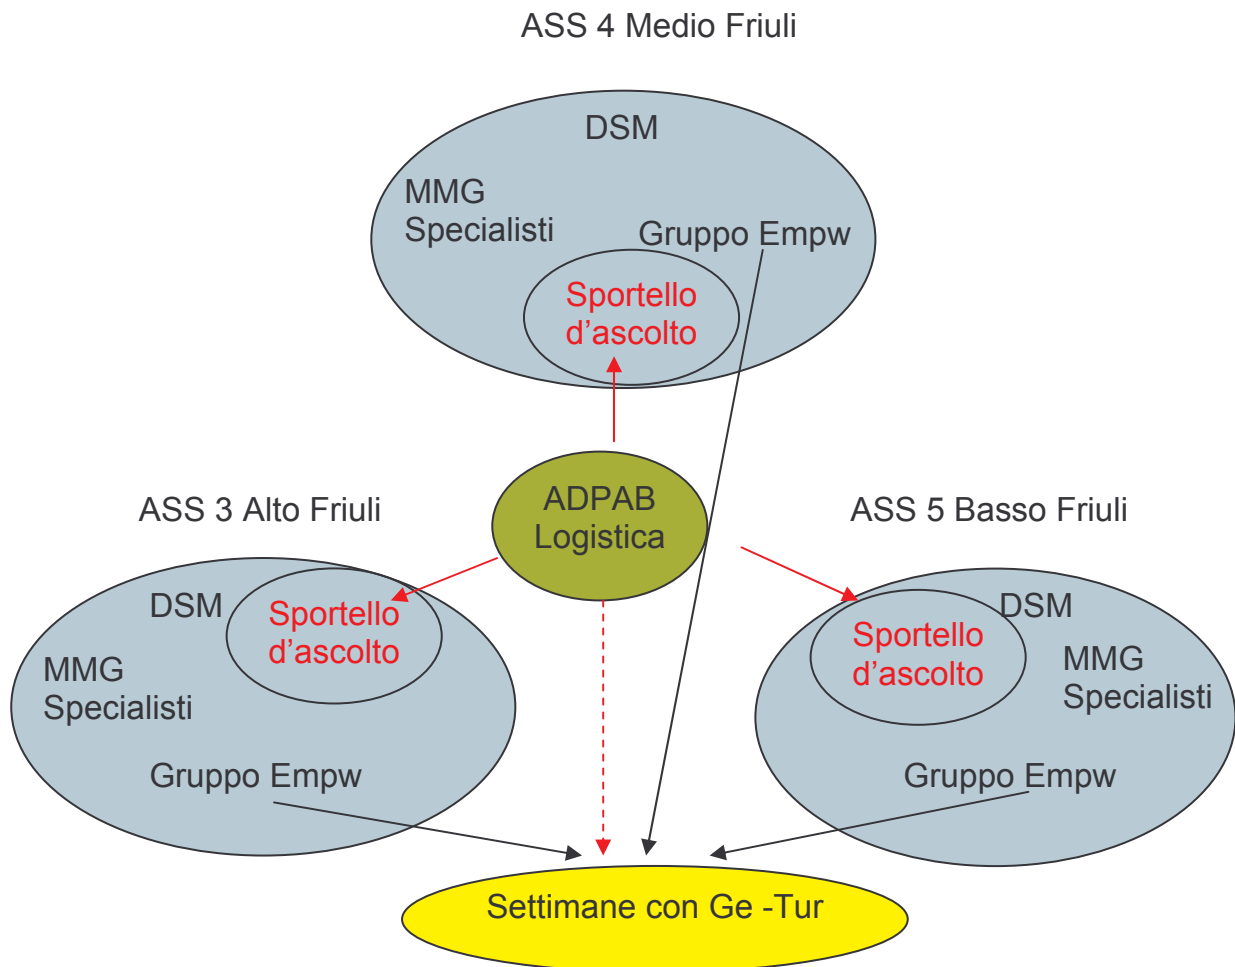 ASS 4 Medio Friuli
DSM
MMG
Specialisti
Gruppo Empw
Sportello
d’ascolto
ADPAB
Logistica
ASS 3 Alto Friuli
DSM
Sportello
d’ascolto
MMG
Specialisti
Gruppo Empw
ASS 5 Basso Friuli
DSM
Sportello
d’ascolto
MMG
Specialisti
Gruppo Empw
Settimane con Ge -Tur